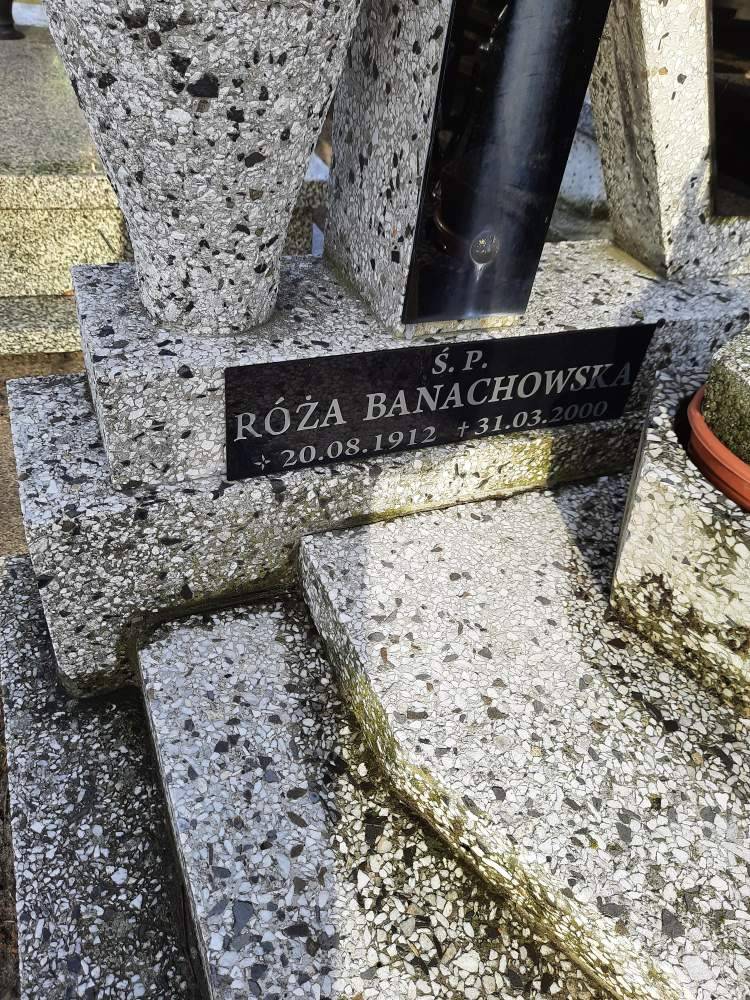 Ś. P.
RÓŻA BANACHOWSKA
✢ 20.08.1912 † 31.03.2000